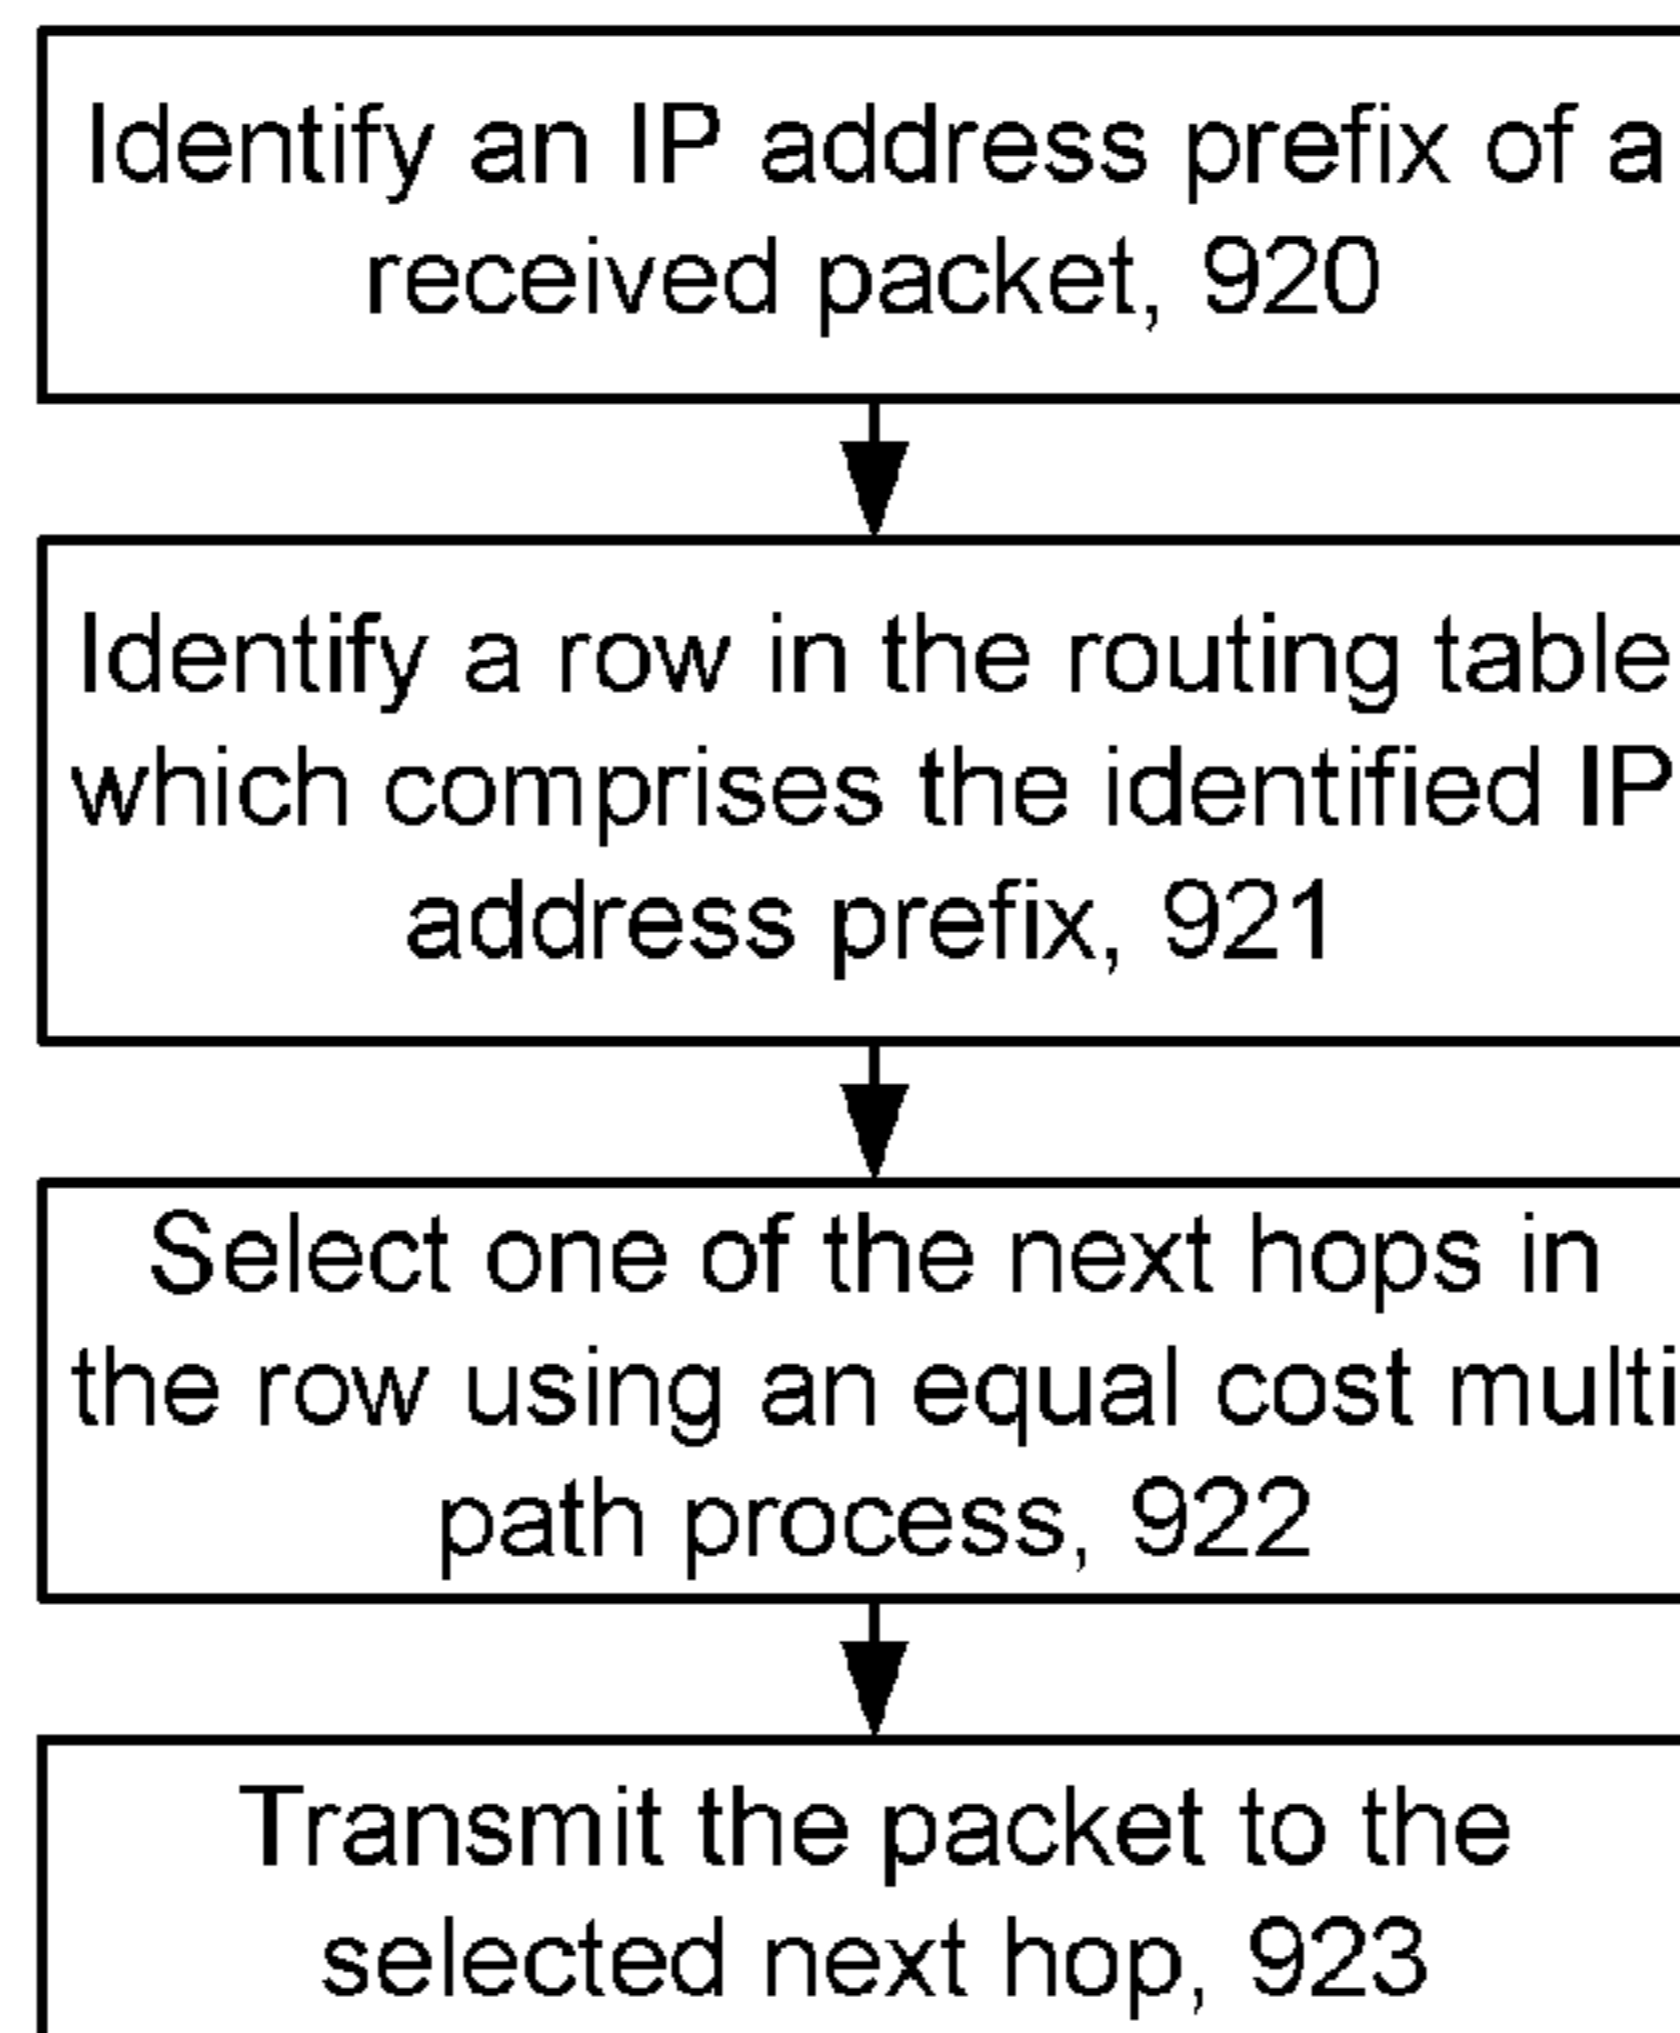 Identify an IP address prefix of a
received packet, 920
Identify a row in the routing table
which comprises the identified IP
address prefix, 921
Select one of the next hops in
the row using an equal cost multi
path process, 922
Transmit the packet to the
selected next hop, 923